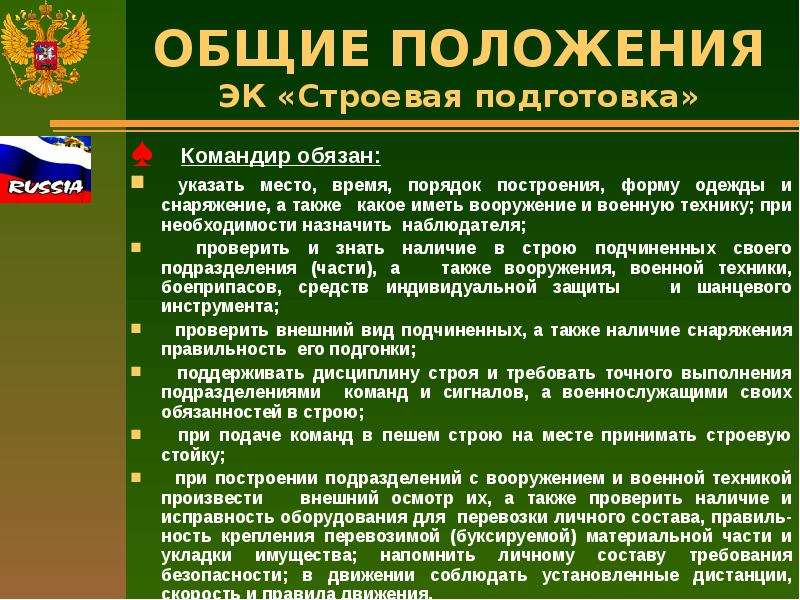 ОБЩИЕ ПОЛОЖЕНИЯ
ЭК «Строевая подготовка»
RUSSIA
Командир обязан:
указать место, время, порядок построения, форму одежды и
снаряжение, а также какое иметь вооружение и военную технику; при
необходимости назначить наблюдателя;
проверить и знать наличие в строю подчиненных своего
подразделения (части), а также вооружения, военной техники,
боеприпасов, средств индивидуальной защиты и шанцевого
инструмента;
проверить внешний вид подчиненных, а также наличие снаряжения
правильность его подгонки;
поддерживать дисциплину строя и требовать точного выполнения
подразделениями команд и сигналов, а военнослужащими своих
обязанностей в строю;
при подаче команд в пешем строю на месте принимать строевую
стойку;
при построении подразделений с вооружением и военной техникой
произвести внешний осмотр их, а также проверить наличие и
исправность оборудования для перевозки личного состава, правиль-
ность крепления перевозимой (буксируемой) материальной части и
укладки имущества; напомнить личному составу требования
безопасности; в движении соблюдать установленные дистанции,
скорость и правила движения.